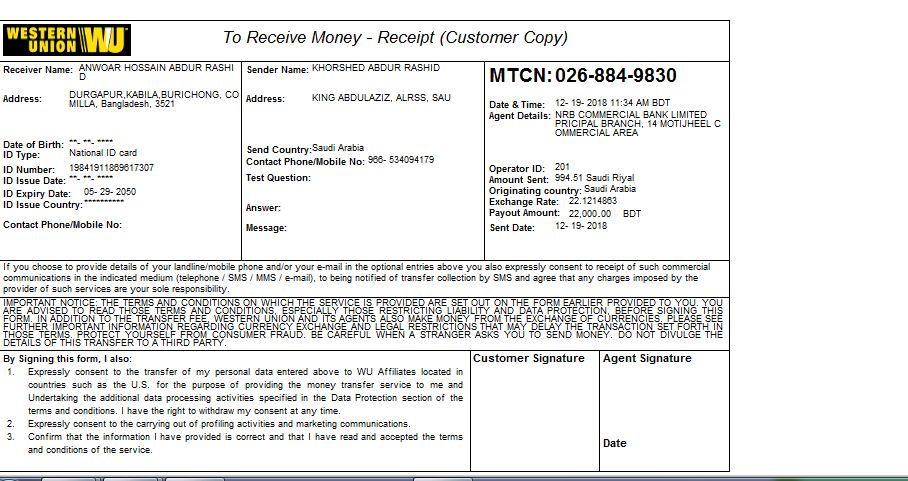 WESTERN
UNION WU
To Receive Money - Receipt (Customer Copy)
Receiver Name: ANWOAR HOSSAIN ABDUR RASHI
D
Address: DURGAPUR,KABILA,BURICHONG, CO
MILLA, Bangladesh, 3521
Date of Birth: **- **- ****
ID Type: National ID card
ID Number: 19841911869617307
ID Issue Date: **- **- ****
ID Expiry Date: 05- 29- 2050
ID Issue Country: **********
Contact Phone/Mobile No:
Sender Name: KHORSHED ABDUR RASHID
Address: KING ABDULAZIZ, ALRSS, SAU
Send Country: Saudi Arabia
Contact Phone/Mobile No: 966- 534094179
Test Question:
Answer:
Message:
MTCN: 026-884-9830
Date & Time: 12- 19- 2018 11:34 AM BDT
Agent Details: NRB COMMERCIAL BANK LIMITED
PRICIPAL BRANCH, 14 MOTIJHEEL C
OMMERCIAL AREA
Operator ID: 201
Amount Sent: 994.51 Saudi Riyal
Originating country: Saudi Arabia
Exchange Rate: 22.1214863
Payout Amount: 22,000.00 BDT
Sent Date: 12- 19- 2018
If you choose to provide details of your landline/mobile phone and/or your e-mail in the optional entries above you also expressly consent to receipt of such commercial
communications in the indicated medium (telephone / SMS / MMS / e-mail), to being notified of transfer collection by SMS and agree that any charges imposed by the
provider of such services are your sole responsibility.
IMPORTANT NOTICE: THE TERMS AND CONDITIONS ON WHICH THE SERVICE IS PROVIDED ARE SET OUT ON THE FORM EARLIER PROVIDED TO YOU. YOU
ARE ADVISED TO READ THOSE TERMS AND CONDITIONS, ESPECIALLY THOSE RESTRICTING LIABILITY AND DATA PROTECTION, BEFORE SIGNING THIS
FORM. IN ADDITION TO THE TRANSFER FEE, WESTERN UNION AND ITS AGENTS ALSO MAKE MONEY FROM THE EXCHANGE OF CURRENCIES. PLEASE SEE
FURTHER IMPORTANT INFORMATION REGARDING CURRENCY EXCHANGE AND LEGAL RESTRICTIONS THAT MAY DELAY THE TRANSACTION SET FORTH IN
THOSE TERMS. PROTECT YOURSELF FROM CONSUMER FRAUD. BE CAREFUL WHEN A STRANGER ASKS YOU TO SEND MONEY. DO NOT DIVULGE THE
DETAILS OF THIS TRANSFER TO A THIRD PARTY.
By Signing this form, I also:
1. Expressly consent to the transfer of my personal data entered above to WU Affiliates located in
countries such as the U.S. for the purpose of providing the money transfer service to me and
Undertaking the additional data processing activities specified in the Data Protection section of the
terms and conditions. I have the right to withdraw my consent at any time.
2. Expressly consent to the carrying out of profiling activities and marketing communications.
3. Confirm that the information I have provided is correct and that I have read and accepted the terms
and conditions of the service.
Customer Signature
Agent Signature
Date